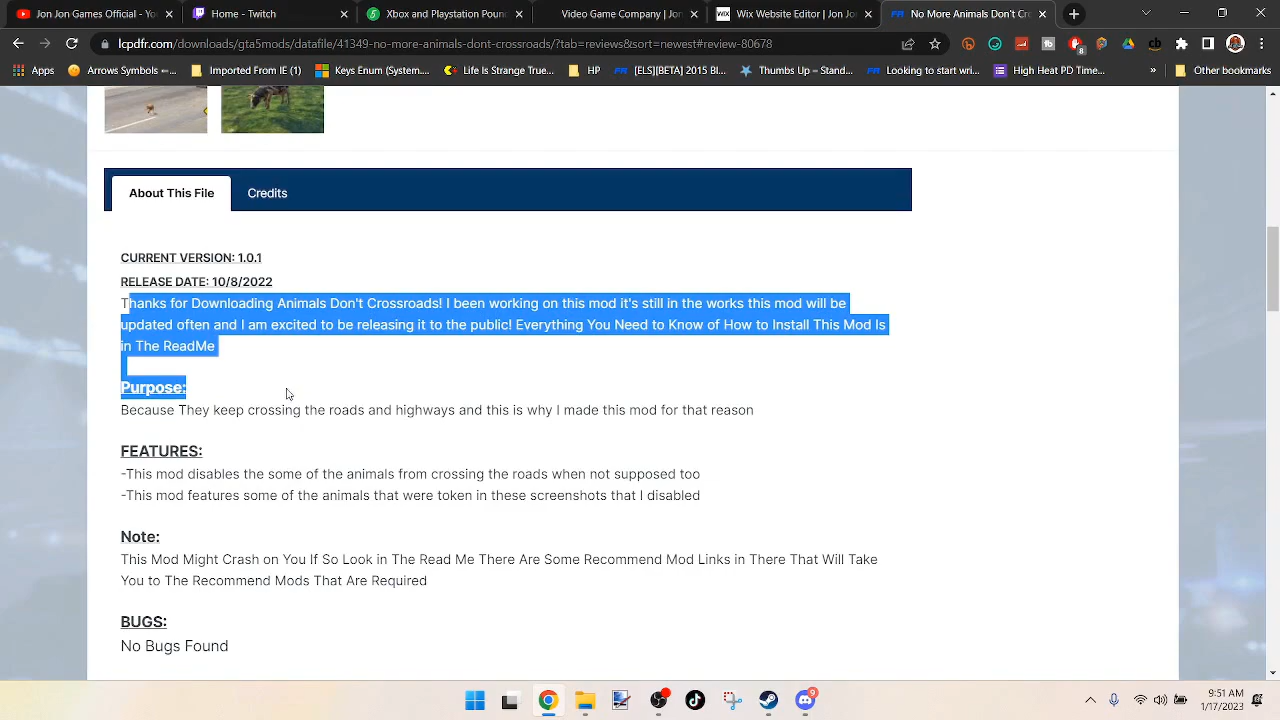 Jon Jon Games Official - You
Home - Twitch
Xbox and Playstation Pound
Video Game Company | Jon
Wix Website Editor | Jon Jo
No More Animals Don't Cr
lcpdfr.com/downloads/gta5mods/datafile/41349-no-more-animals-dont-crossroads/?tab=reviews&sort=newest#review-80678
Apps
Arrows Symbol...
Imported From IE (1)
Keys Enum (System...
Life is Strange True...
HP
[ELS][BETA] 2015 Bl...
Thumbs Up – Stand...
Looking to start wri...
High Heat PD Time...
Other bookmarks
About This File
Credits
CURRENT VERSION: 1.0.1
RELEASE DATE: 10/8/2022
Thanks for Downloading Animals Don't Crossroads! I been working on this mod it's still in the works this mod will be
updated often and I am excited to be releasing it to the public! Everything You Need to Know of How to Install This Mod Is
in The ReadMe
Purpose:
Because They keep crossing the roads and highways and this is why I made this mod for that reason
FEATURES:
-This mod disables the some of the animals from crossing the roads when not supposed too
-This mod features some of the animals that were token in these screenshots that I disabled
Note:
This Mod Might Crash on You If So Look in The Read Me There Are Some Recommend Mod Links in There That Will Take
You to The Recommend Mods That Are Required
BUGS:
No Bugs Found
3:51 AM
1/17/2023